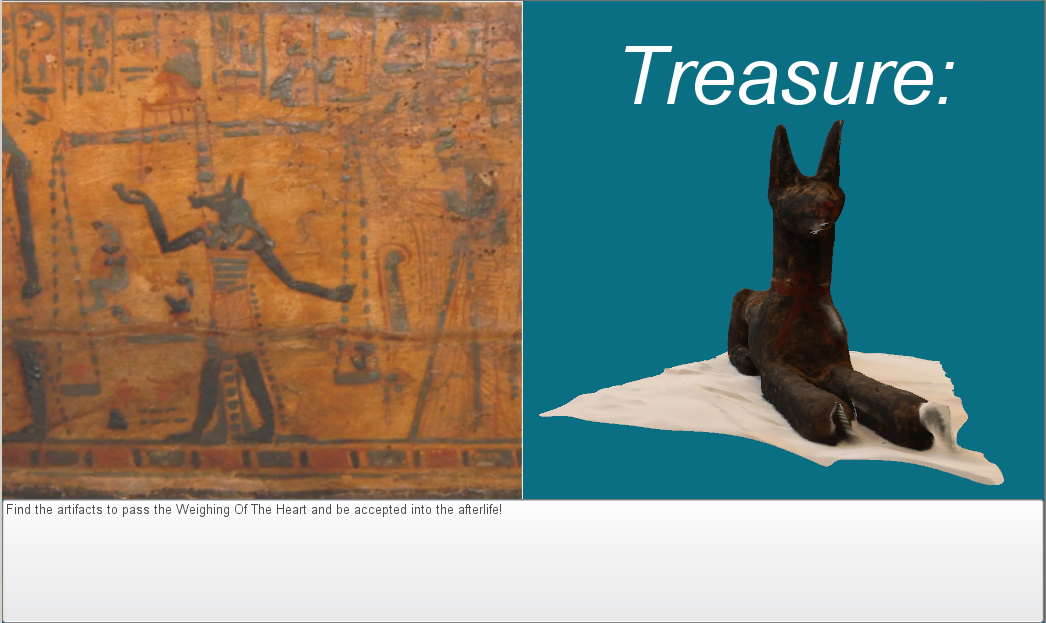 Treasure:
Find the artifacts to pass the Weighing Of The Heart and be accepted into the afterlife!